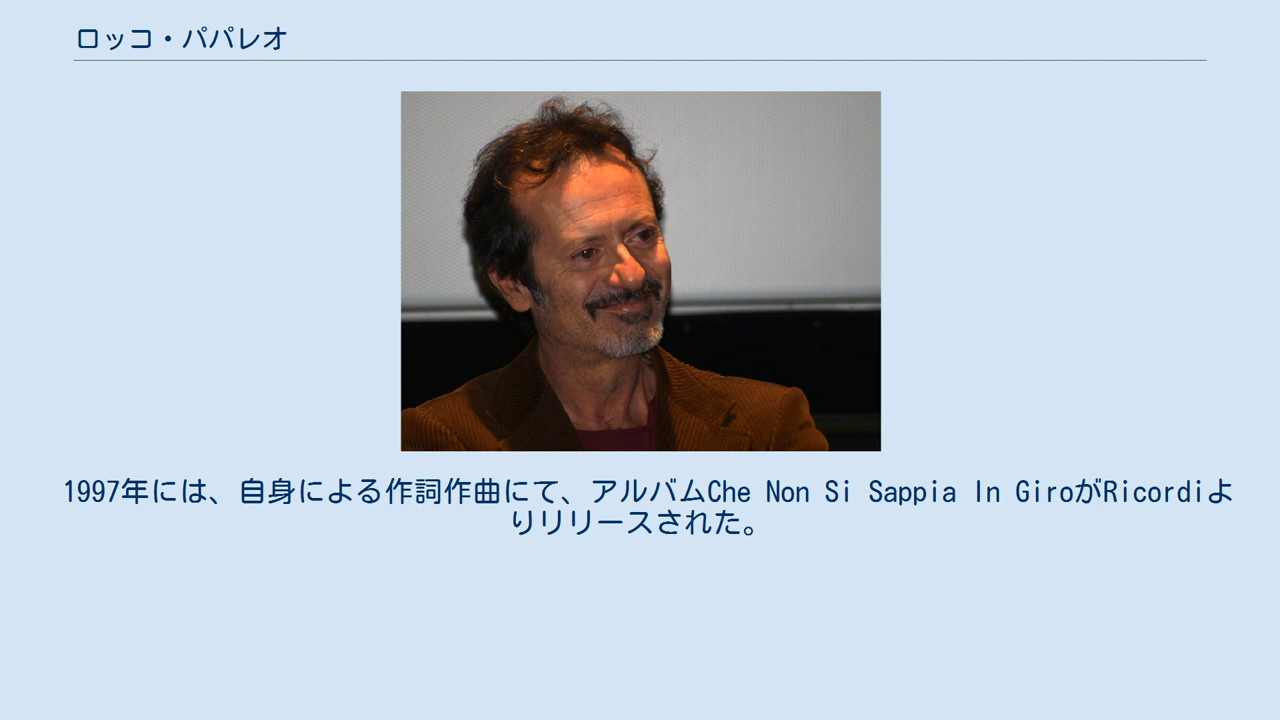 ロッコ・パパレオ
1997年には、自身による作詞作曲にて、アルバムChe Non Si Sappia In GiroがRicordiよ
りリリースされた。